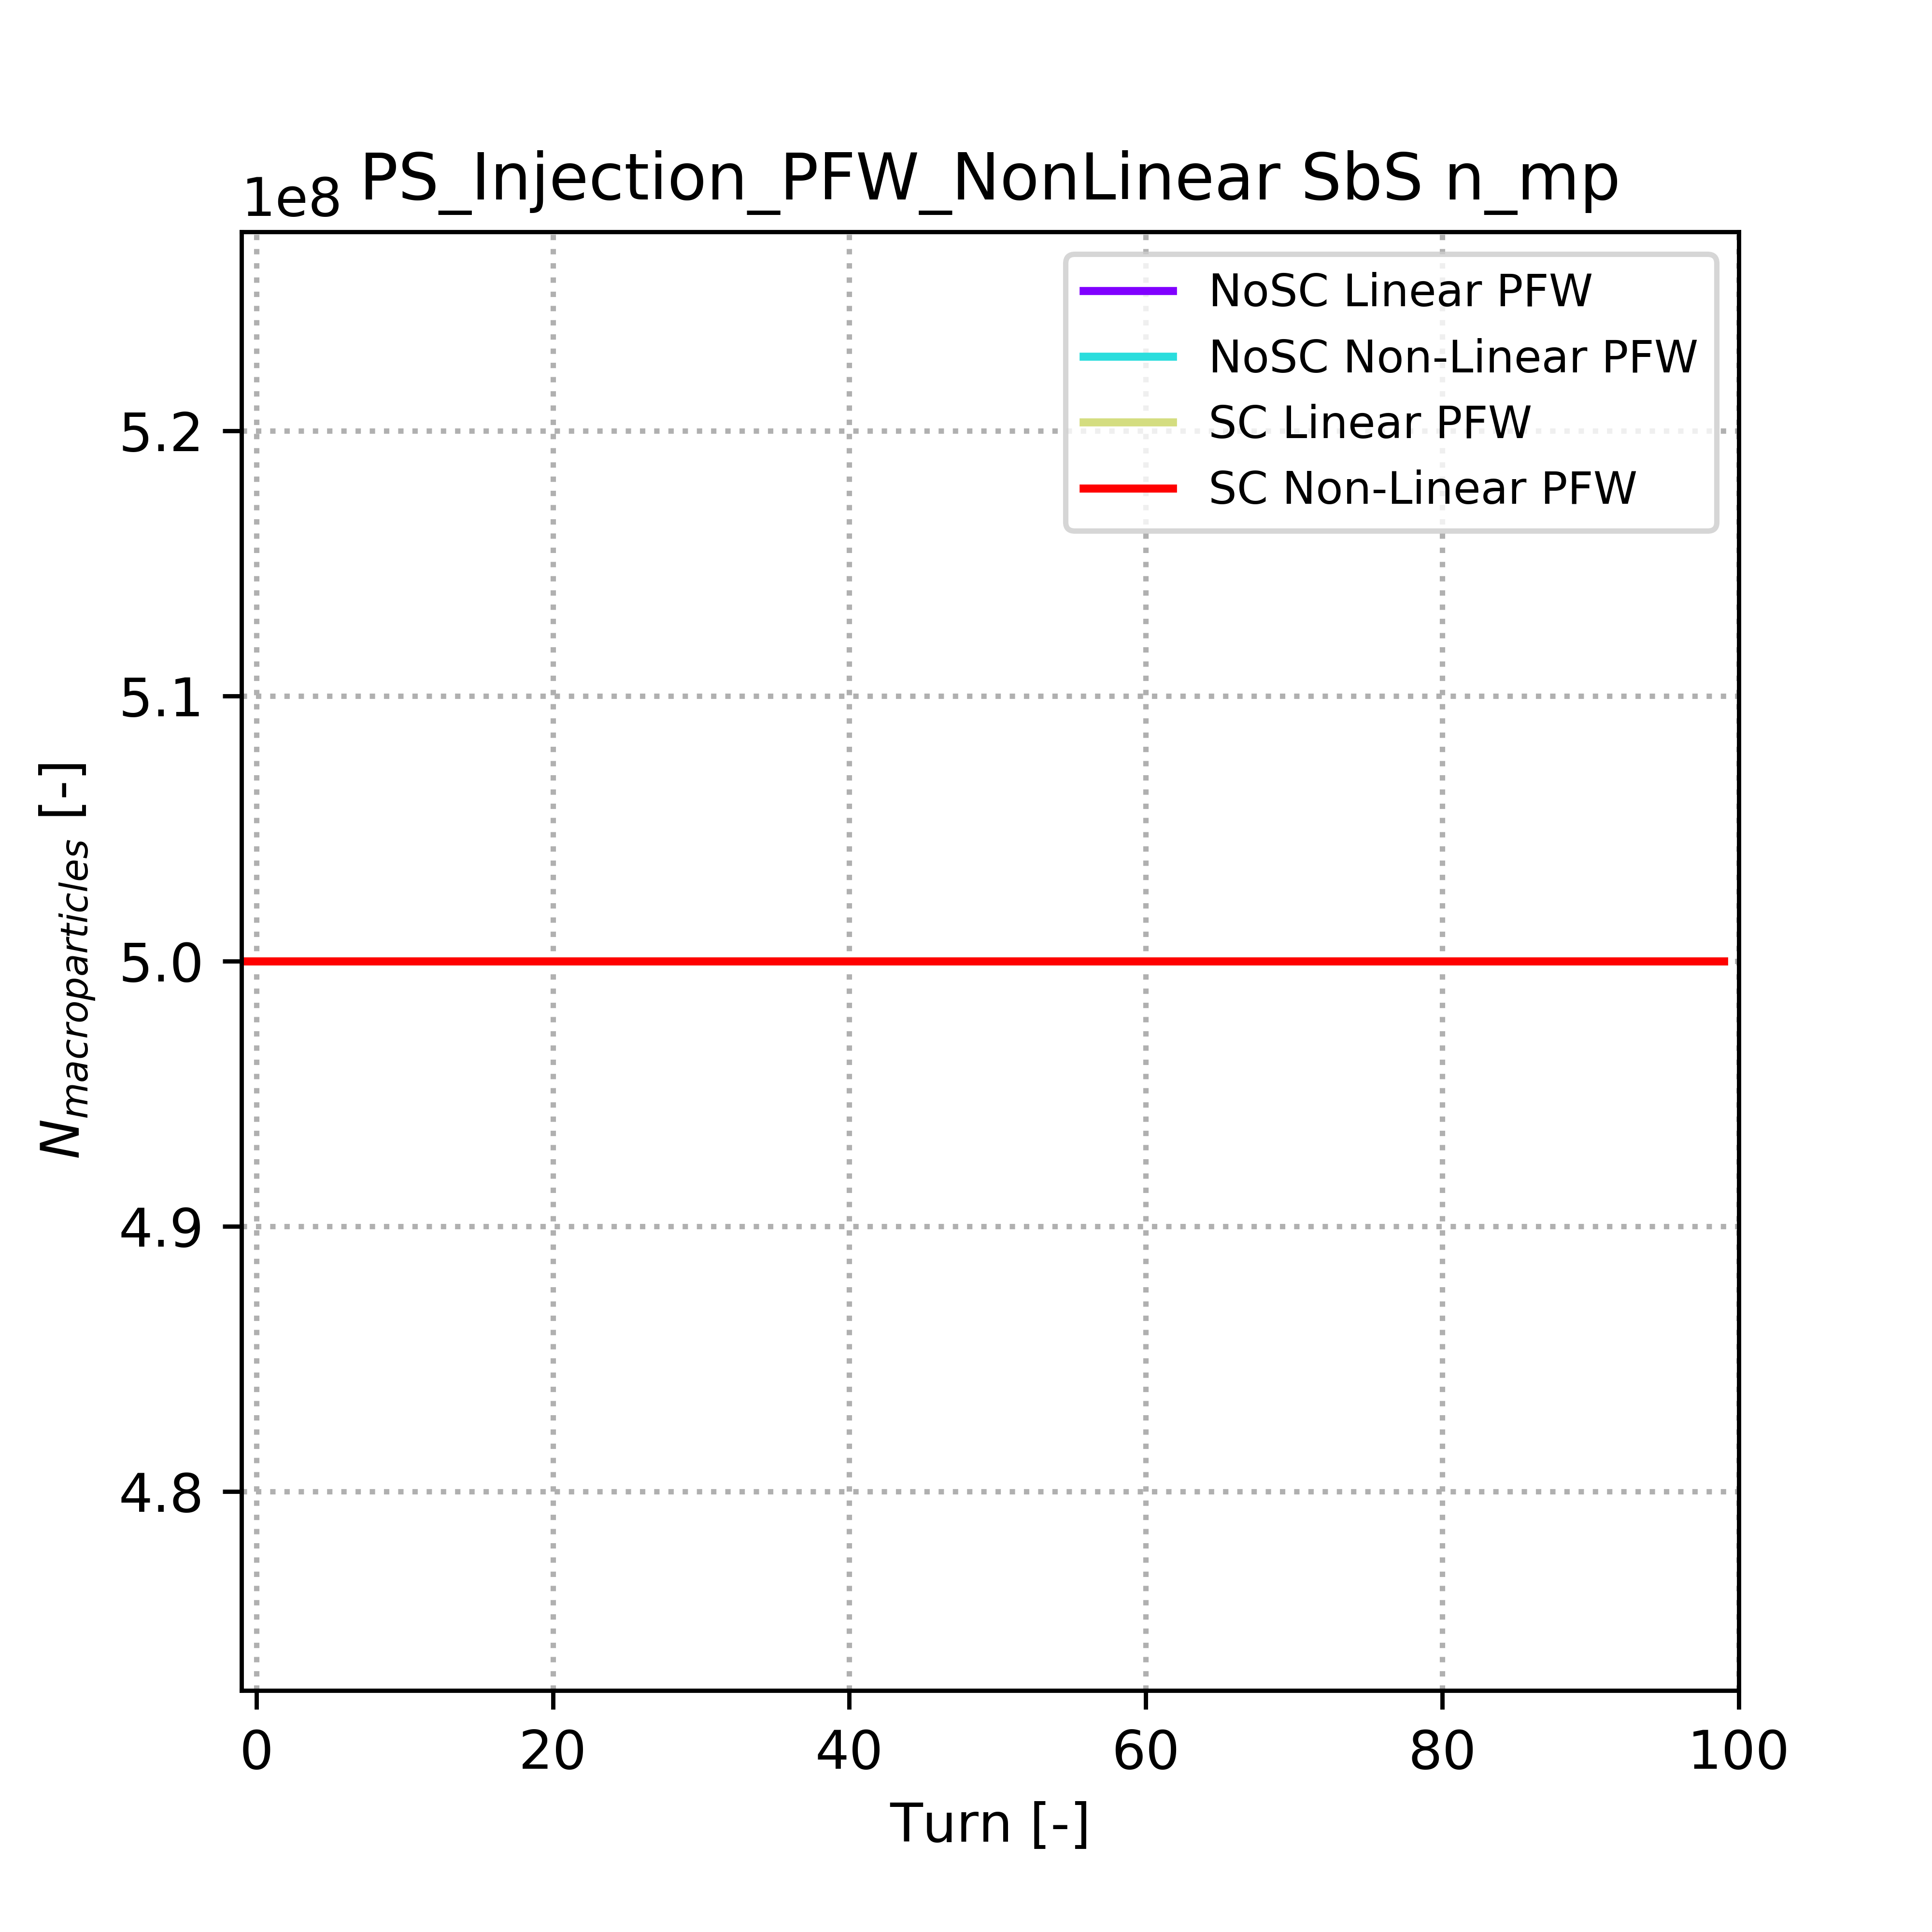 1e8 PS_Injection_PFW_NonLinear SbS n_mp
NoSC Linear PFW
NoSC Non-Linear PFW
SC Linear PFW
SC Non-Linear PFW
5.2
5.1
5.0
4.9
4.8
N_macroparticles [-]
0 20 40 60 80 100
Turn [-]